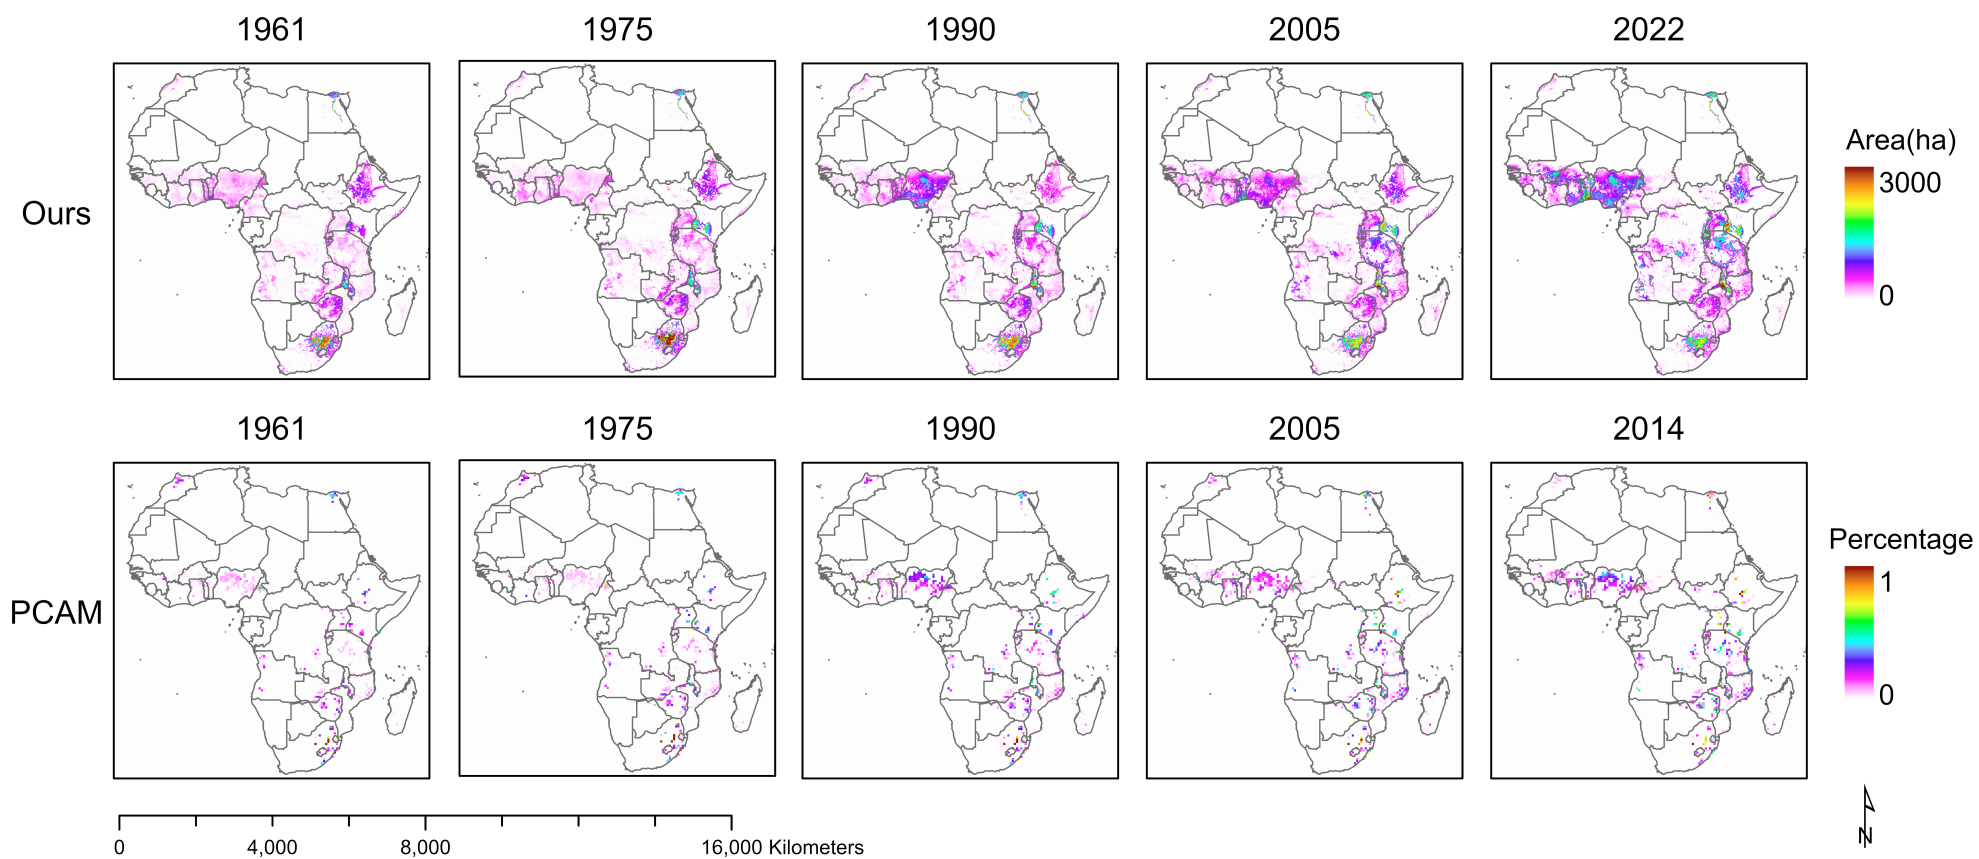 1961 1975 1990 2005 2022
Ours
Area(ha)
3000
0
1961 1975 1990 2005 2014
PCAM
Percentage
1
0
0 4,000 8,000 16,000 Kilometers
N